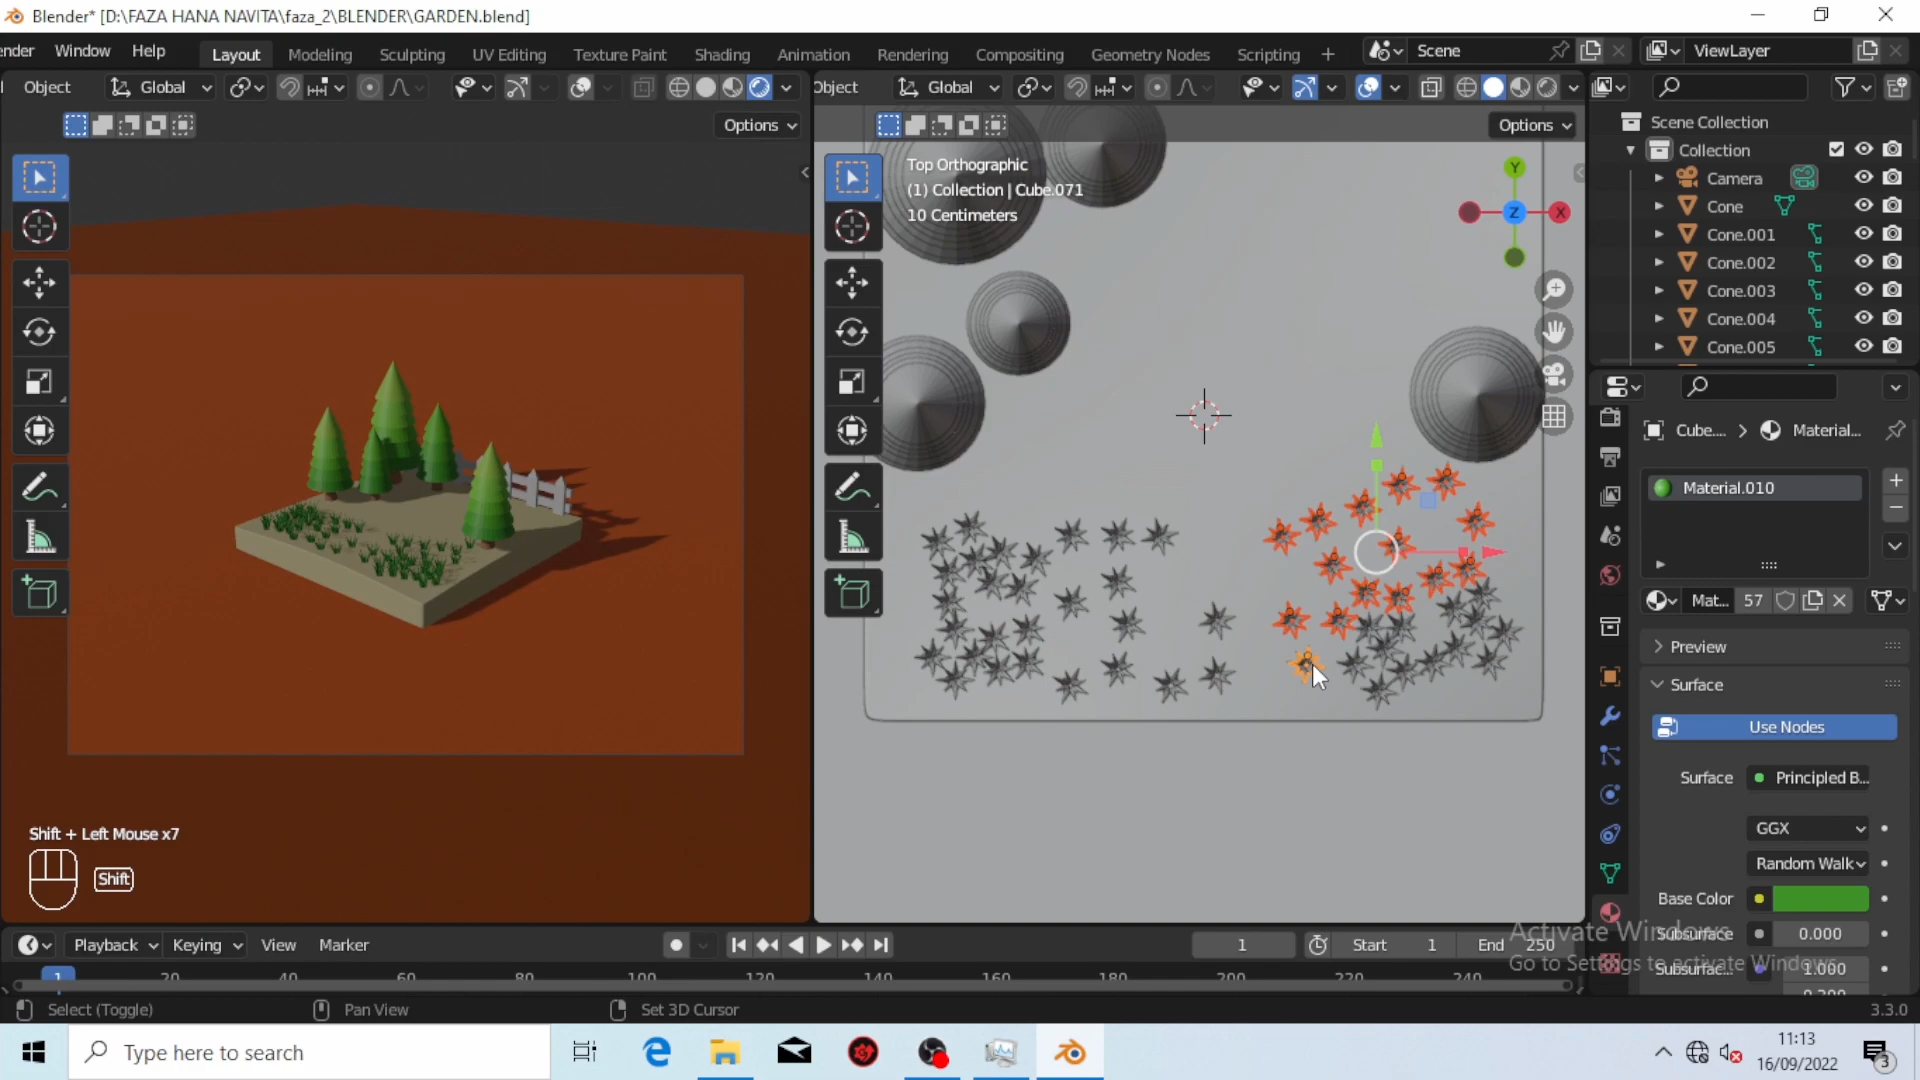 Blender* [D:\FAZA HANA NAVITA\faza_2\BLENDER\GARDEN.blend]
ender Window Help Layout Modeling Sculpting UV Editing Texture Paint Shading Animation Rendering Compositing Geometry Nodes Scripting + Scene ViewLayer
Object Global
Object Global
Options
Options
Top Orthographic
(1) Collection | Cube.071
10 Centimeters
Y
Z
X
Scene Collection
Collection
Camera
Cone
Cone.001
Cone.002
Cone.003
Cone.004
Cone.005
Cube.... > Material...
Material.010
Mat... 57
Preview
Surface
Use Nodes
Surface Principled B...
GGX
Random Walk
Base Color
Subsurface 0.000
Subsurfac... 1.000
0.200
Activate Windows
Go to Settings to activate Windows.
Shift + Left Mouse x7
Shift
Playback Keying View Marker 1 Start 1 End 250
1 20 40 60 80 100 120 140 160 180 200 220 240
Select (Toggle) Pan View Set 3D Cursor 3.3.0
Type here to search
11:13
16/09/2022
3